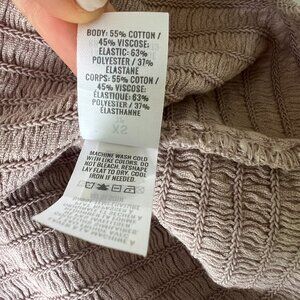 BODY: 55% COTTON /
45% VISCOSE:
ELASTIC: 63%
POLYESTER / 37%
ELASTANE
CORPS: 55% COTON /
45% VISCOSE
ÉLASTIQUE: 63%
POLYESTER / 37%
ÉLASTHANNE
MACHINE WASH COLD
WITH LIKE COLORS. DO
NOT BLEACH. RESHAPE
LAY FLAT TO DRY. COOL
IRON IF NEEDED.